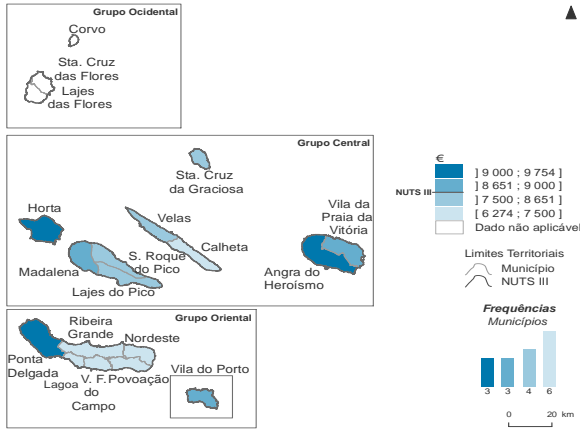 Grupo Ocidental
Corvo
Sta. Cruz
das Flores
Lajes
das Flores
Grupo Central
Sta. Cruz
da Graciosa
Horta
Velas
Vila da
Praia da
Vitória
Calheta
S. Roque
do Pico
Madalena
Angra do
Heroísmo
Lajes do Pico
Grupo Oriental
Ribeira
Grande
Nordeste
Ponta
Delgada
Lagoa
V. F.
do
Campo
Povoação
Vila do Porto
€
] 9 000 ; 9 754 ]
] 8 651 ; 9 000 ]
NUTS III
] 7 500 ; 8 651 ]
[ 6 274 ; 7 500 ]
Dado não aplicável
Limites Territoriais
Município
NUTS III
Frequências
Municípios
3 3 4 6
0 20 km